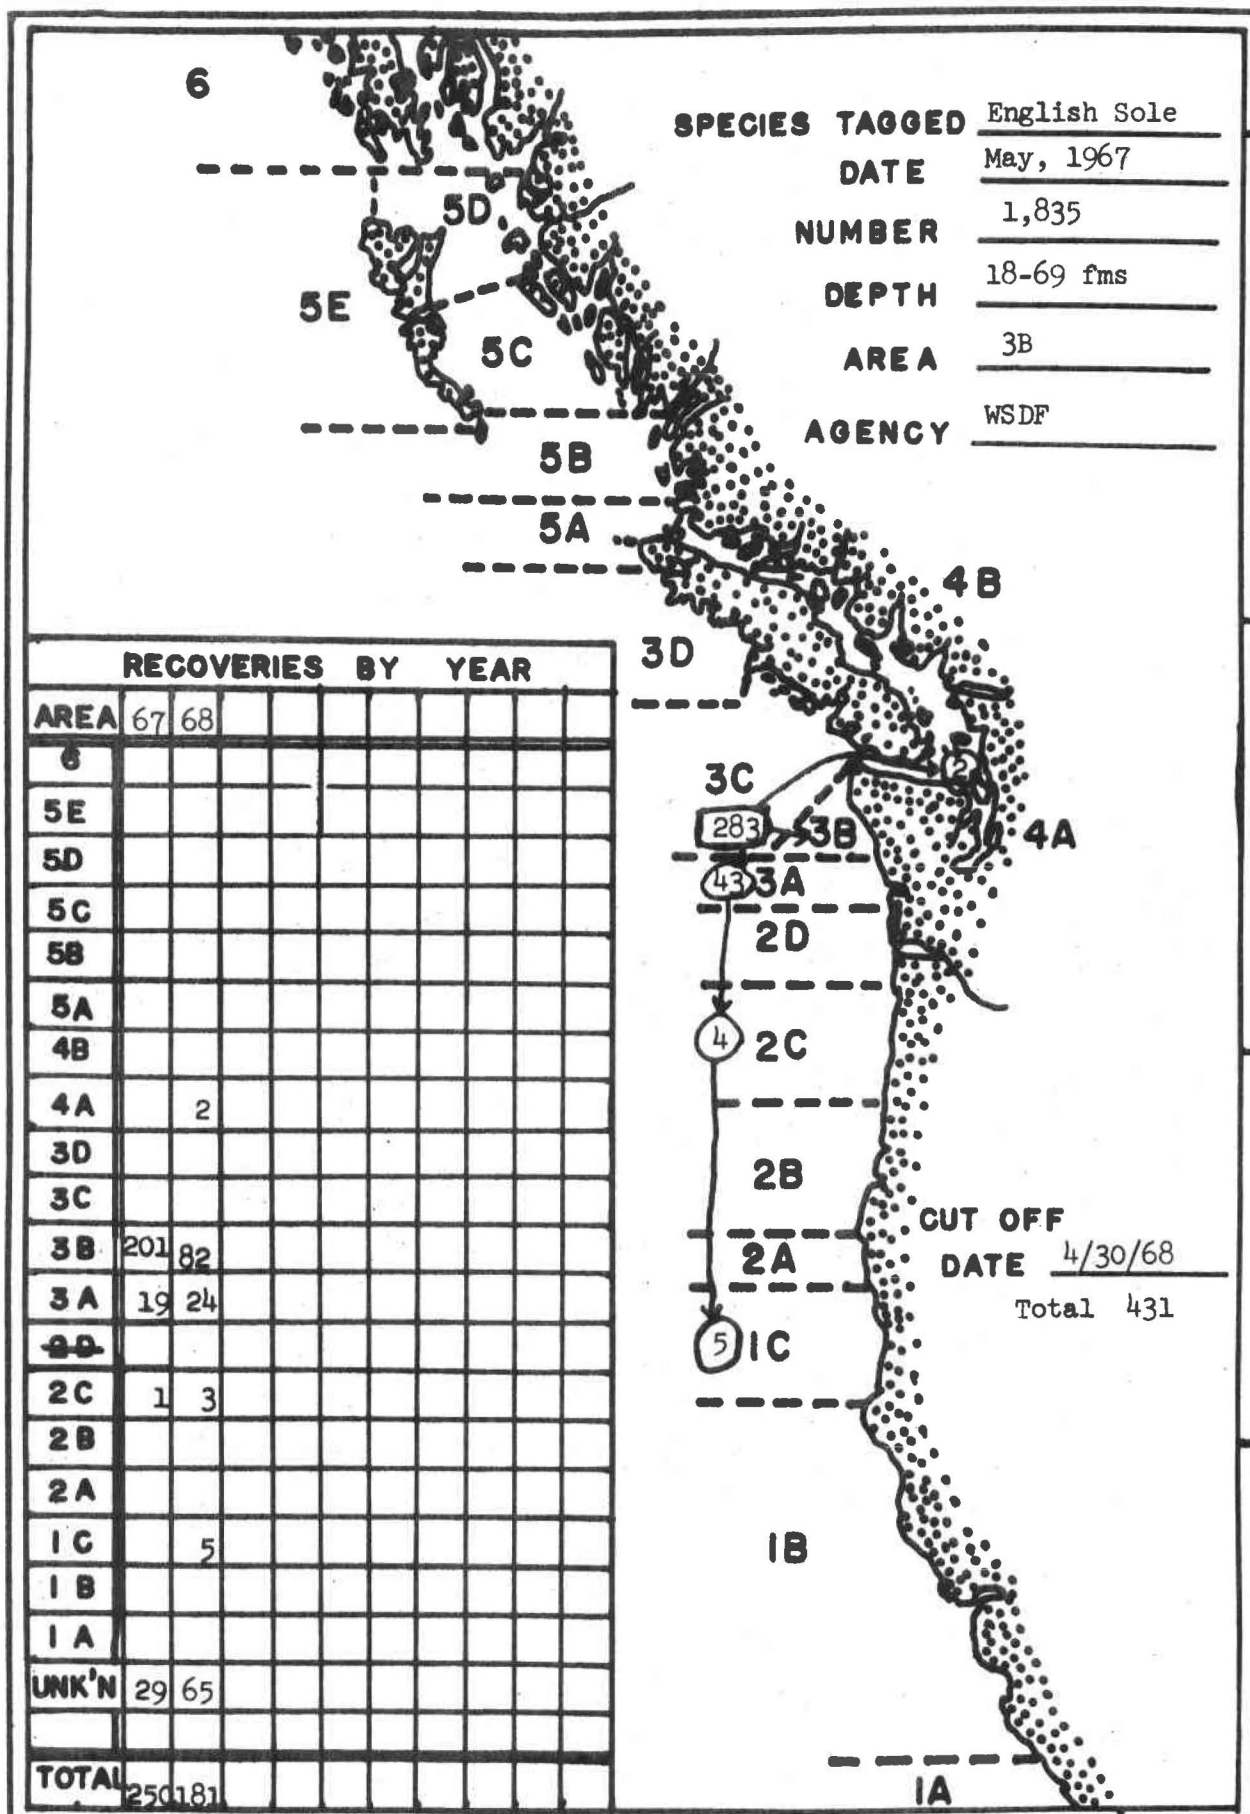 6
SPECIES TAGGED English Sole
DATE May, 1967
5D
NUMBER 1,835
5E
DEPTH 18-69 fms
5C
AREA 3B
AGENCY WSDF
5B
5A
4B
3D
3C
2
283
3B
4A
43
3A
2D
4
2C
2B
2A
CUT OFF
DATE 4/30/68
Total 431
5
1C
1B
1A
RECOVERIES BY YEAR
AREA 67 68
6
5E
5D
5C
5B
5A
4B
4A 2
3D
3C
3B 201 82
3A 19 24
2D
2C 1 3
2B
2A
1C 5
1B
1A
UNK'N 29 65
TOTAL 250 181